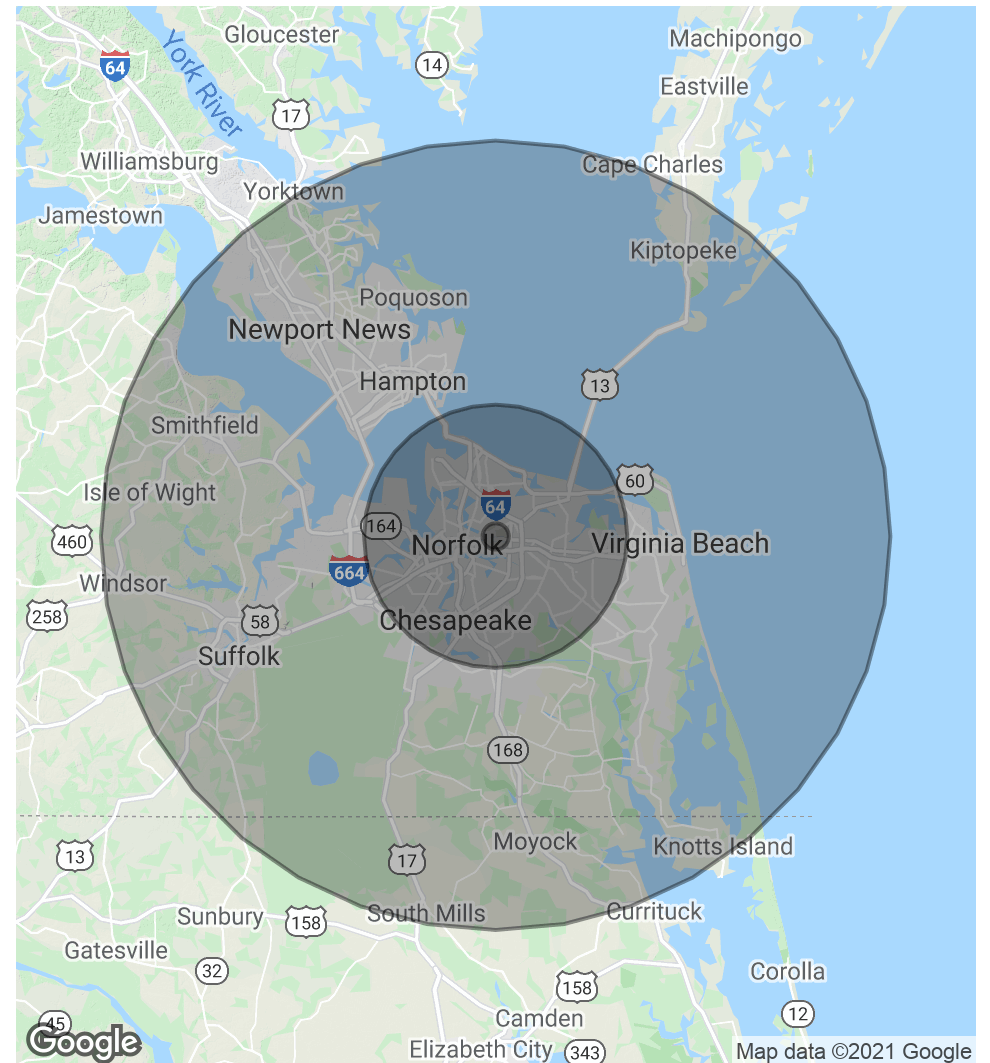 Gloucester
Machipongo
64
14
York River
Eastville
17
Williamsburg
Cape Charles
Yorktown
Jamestown
Kiptopeke
Poquoson
Newport News
Hampton
13
Smithfield
60
Isle of Wight
64
164
460
Norfolk
Virginia Beach
664
Windsor
258
58
Chesapeake
Suffolk
168
Moyock
Knotts Island
13
17
Sunbury
158
South Mills
Currituck
Gatesville
32
Corolla
158
12
Camden
45
Google
Elizabeth City
343
Map data ©2021 Google